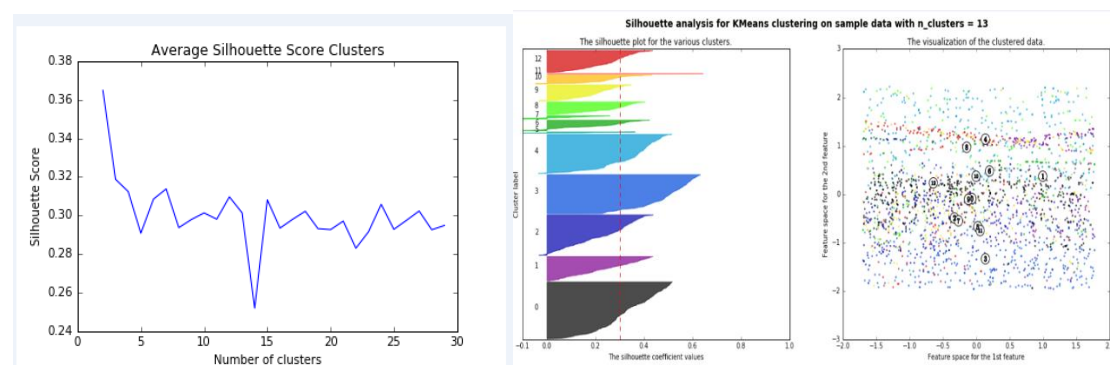 Average Silhouette Score Clusters
0.38
0.36
0.34
0.32
0.30
0.28
0.26
0.24
Silhouette Score
0 5 10 15 20 25 30
Number of clusters
Silhouette analysis for KMeans clustering on sample data with n_clusters = 13
The silhouette plot for the various clusters.
12
11
10
9
8
7
4
3
2
1
0
Cluster label
-0.1 0.0 0.2 0.4 0.6 0.8 1.0
The silhouette coefficient values
The visualization of the clustered data.
3
2
1
0
-1
-2
-3
Feature space for the 2nd feature
-2.0 -1.5 -1.0 -0.5 0.0 0.5 1.0 1.5 2.0
Feature space for the 1st feature